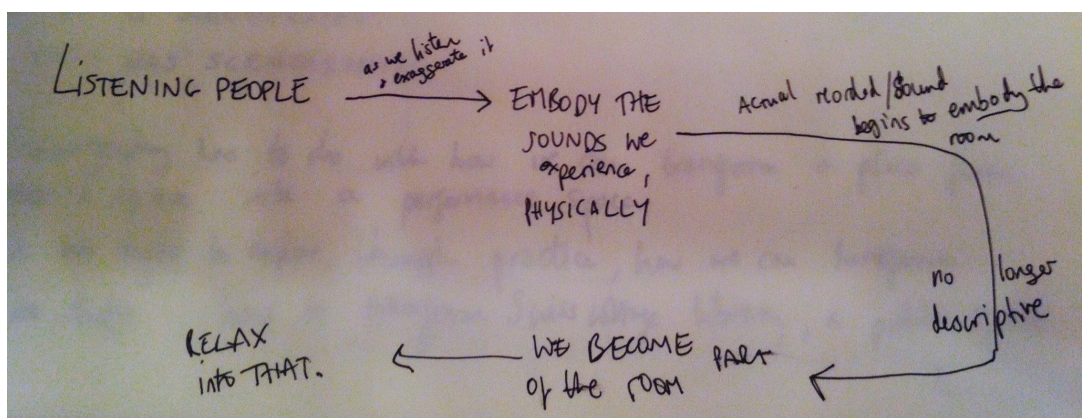 LISTENING PEOPLE
as we listen
+ exaggerate it
EMBODY THE
SOUNDS we
experience,
PHYSICALLY
Actual recorded/Sound
begins to embody the
room
no longer
descriptive
WE BECOME PART
of the room
RELAX
into THAT.